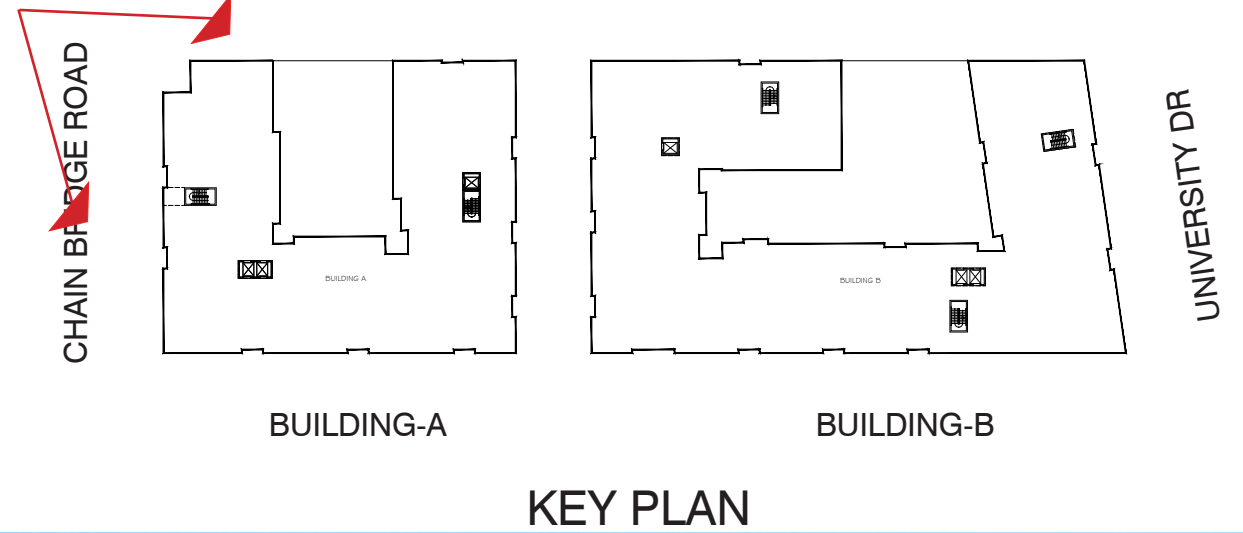 CHAIN BRIDGE ROAD
UNIVERSITY DR
BUILDING A
BUILDING B
BUILDING-A
BUILDING-B
KEY PLAN